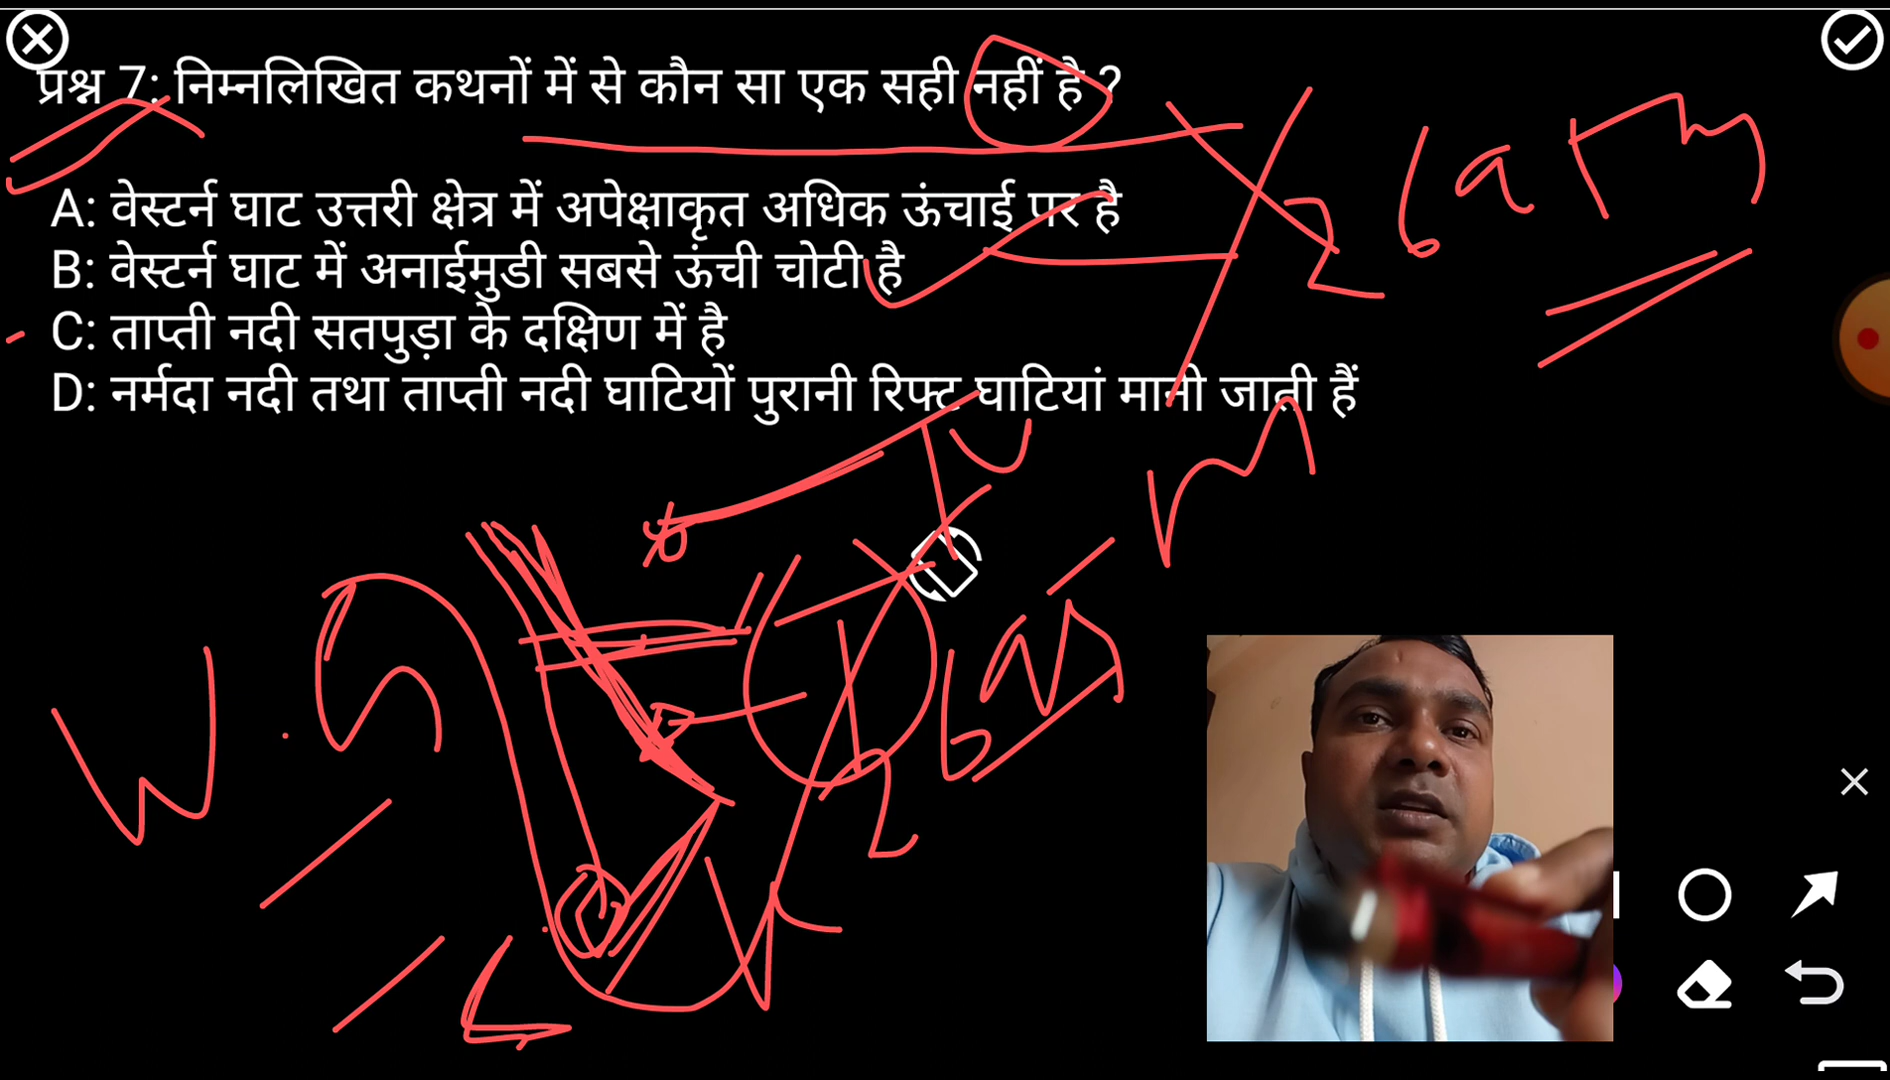 प्रश्न 7: निम्नलिखित कथनों में से कौन सा एक सही नहीं है ?
A: वेस्टर्न घाट उत्तरी क्षेत्र में अपेक्षाकृत अधिक ऊंचाई पर है
B: वेस्टर्न घाट में अनाईमुडी सबसे ऊंची चोटी है
C: ताप्ती नदी सतपुड़ा के दक्षिण में है
D: नर्मदा नदी तथा ताप्ती नदी घाटियों पुरानी रिफ्ट घाटियां मानी जाती हैं